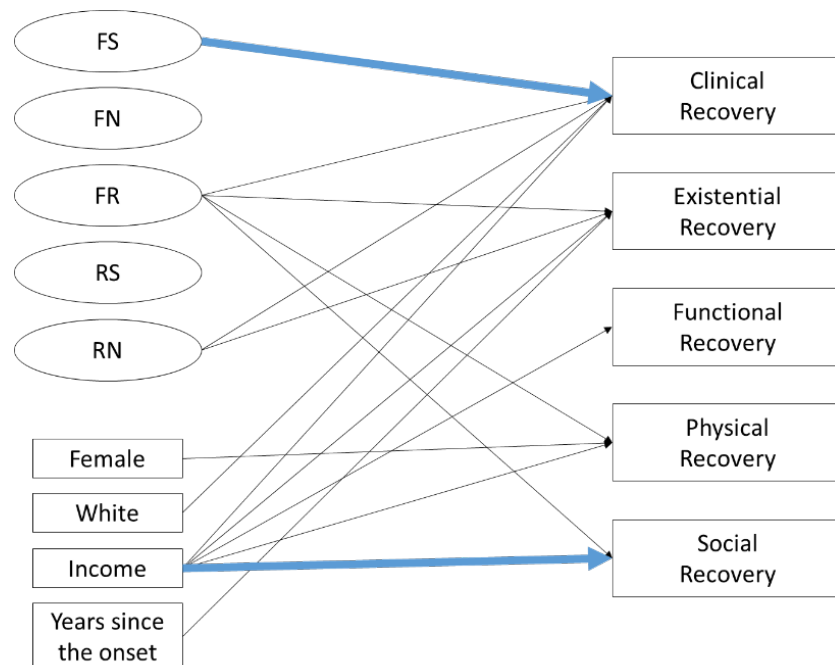 FS
FN
FR
RS
RN
Female
White
Income
Years since
the onset
Clinical
Recovery
Existential
Recovery
Functional
Recovery
Physical
Recovery
Social
Recovery